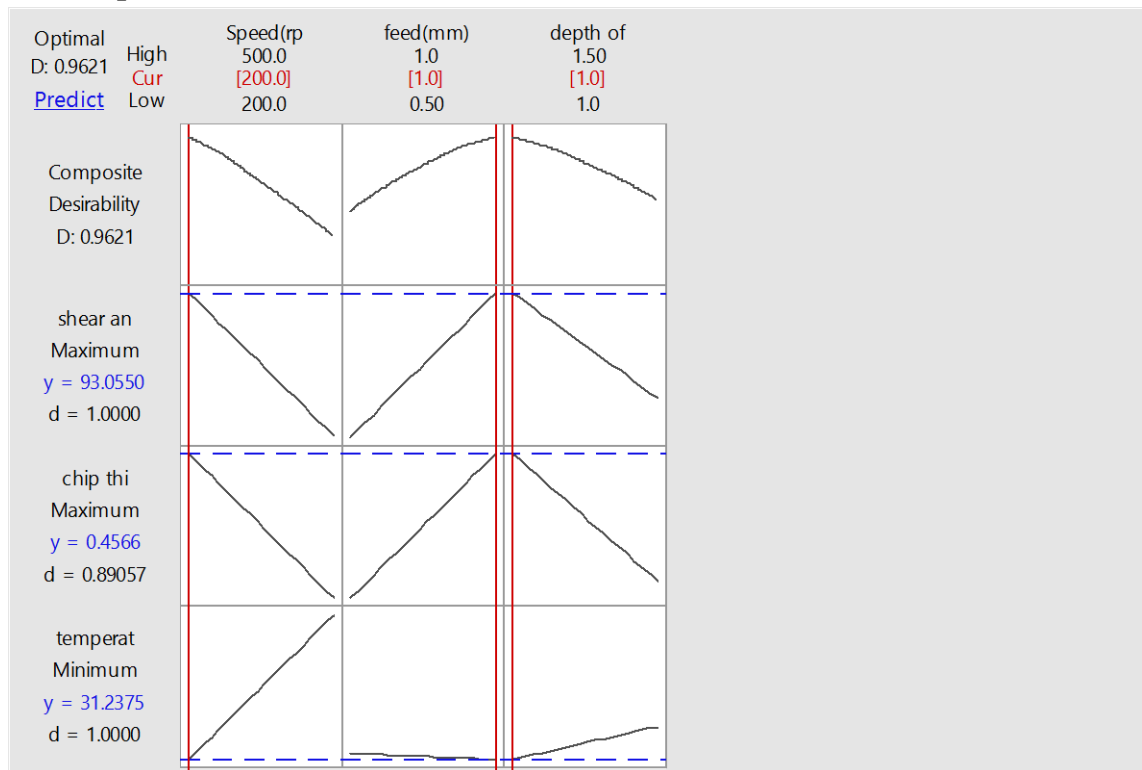 Optimal
D: 0.9621
Predict
High
Cur
Low
Speed(rp
500.0
[200.0]
200.0
feed(mm)
1.0
[1.0]
0.50
depth of
1.50
[1.0]
1.0
Composite
Desirability
D: 0.9621
shear an
Maximum
y = 93.0550
d = 1.0000
chip thi
Maximum
y = 0.4566
d = 0.89057
temperat
Minimum
y = 31.2375
d = 1.0000